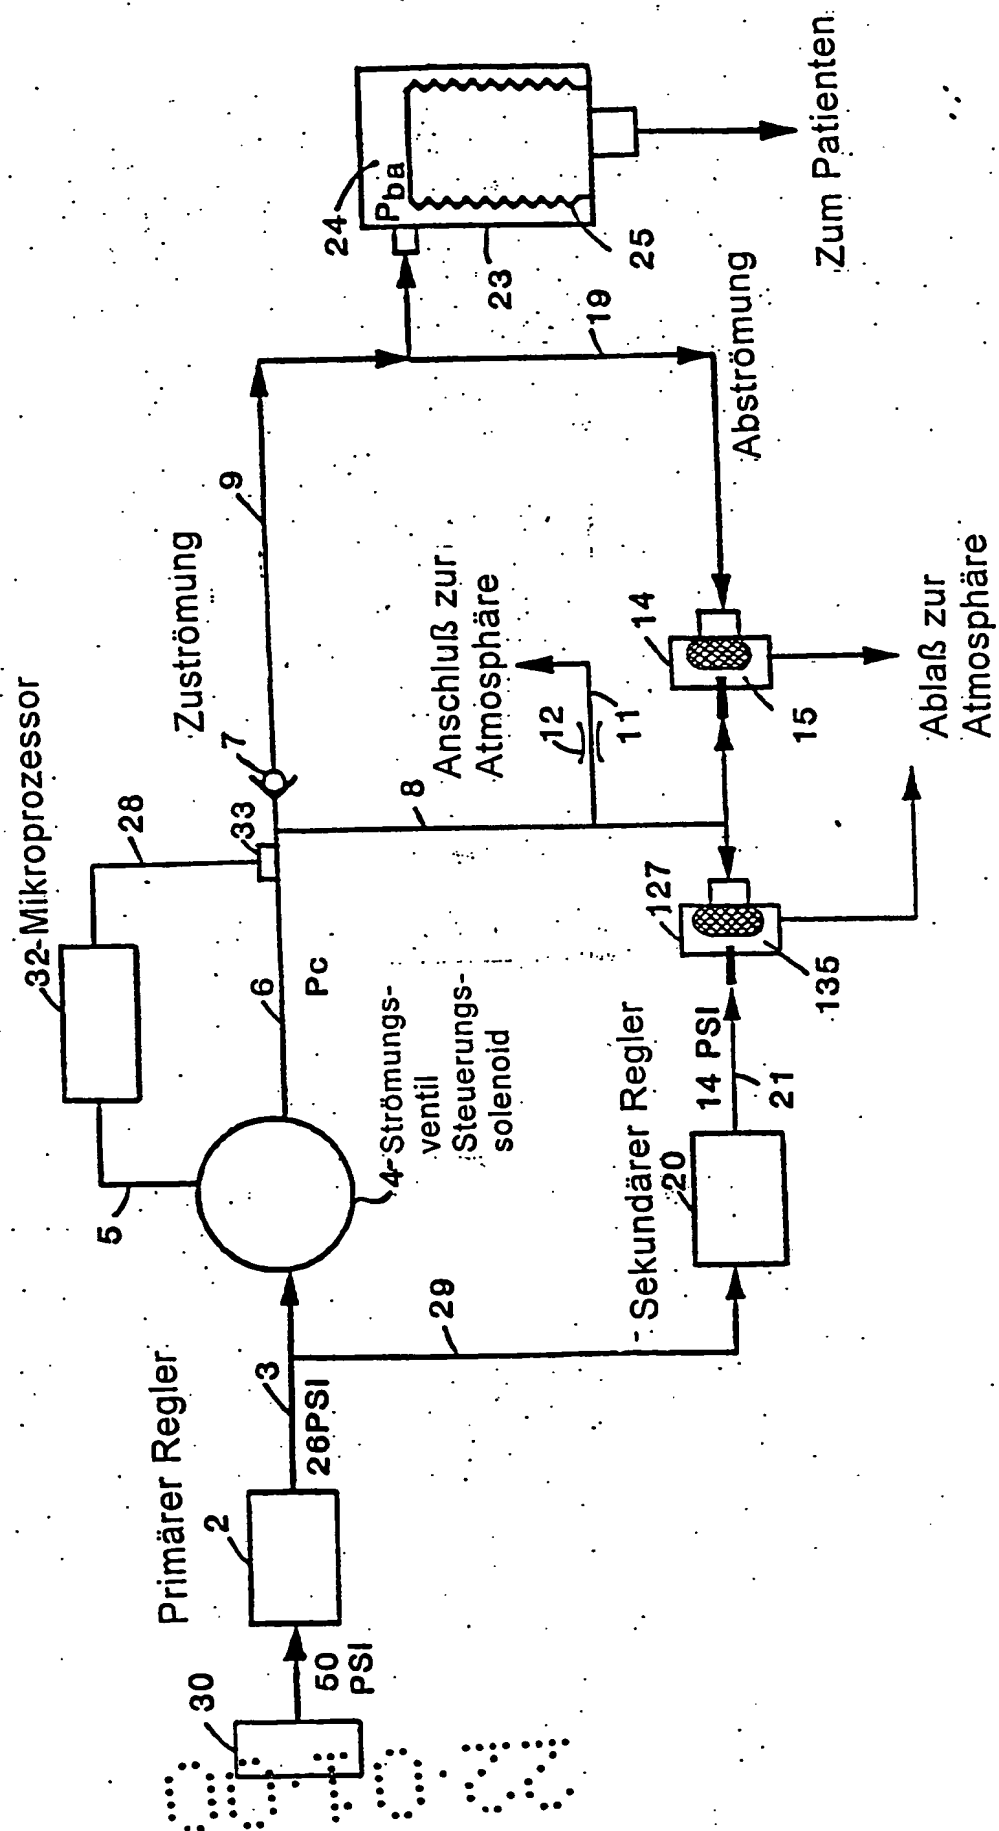 32-Mikroprozessor
28
5
Primärer Regler
30
2
3
50
PSI
26PSI
4-Strömungs-
ventil
/Steuerungs-
solenoid
6
Pc
33
7
Zuströmung
9
24
Pba
23
25
Zum Patienten
29
8
Anschluß zur
Atmosphäre
12
11
19
Abströmung
Sekundärer Regler
20
14 PSI
21
127
135
14
15
Ablaß zur
Atmosphäre